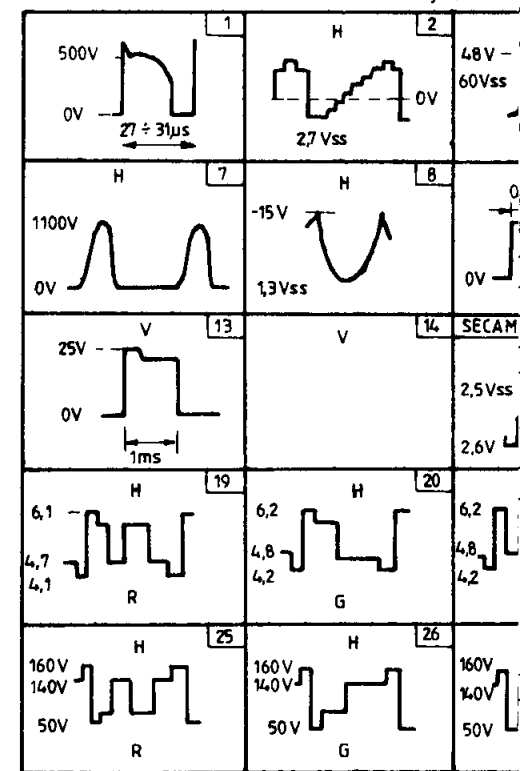 1
500V
0V
27 ÷ 31µs
2
H
0V
2,7 Vss
48V
60Vss
7
H
1100V
0V
8
H
-15V
1,3Vss
0
0V
13
V
25V
0V
1ms
14
V
SECAM
2,5Vss
2,6V
19
H
6,1
4,7
4,1
R
20
H
6,2
4,8
4,2
G
6,2
4,8
4,2
25
H
160V
140V
50V
R
26
H
160V
140V
50V
G
160V
140V
50V